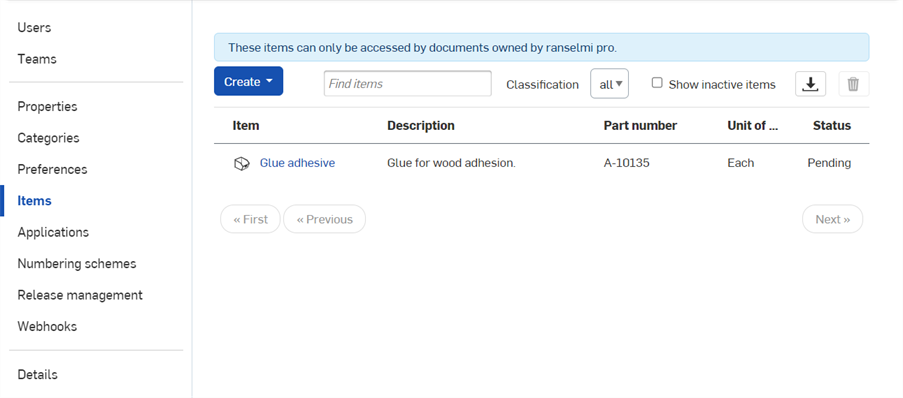 Users
Teams
Properties
Categories
Preferences
Items
Applications
Numbering schemes
Release management
Webhooks
Details
These items can only be accessed by documents owned by ranselmi pro.
Create Find items Classification all Show inactive items
Item Description Part number Unit of ... Status
Glue adhesive Glue for wood adhesion. A-10135 Each Pending
« First « Previous Next »